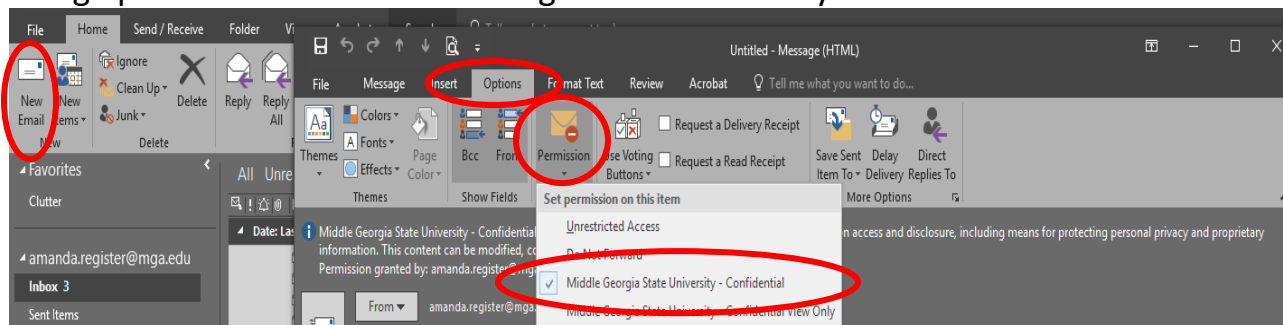 File Home Send / Receive Folder
Untitled - Message (HTML)
File Message Insert Options Format Text Review Acrobat Tell me what you want to do...
New Email
New Items
Ignore
Clean Up
Junk
Delete
Reply
Reply All
New
Delete
Themes
Colors
Fonts
Effects
Page Color
Themes
Bcc
From
Show Fields
Permission
Use Voting Buttons
Request a Delivery Receipt
Request a Read Receipt
Save Sent Item To
Delay Delivery
Direct Replies To
More Options
Set permission on this item
Unrestricted Access
Do Not Forward
Middle Georgia State University - Confidential
Middle Georgia State University - Confidential View Only
Favorites
Clutter
amanda.register@mga.edu
Inbox 3
Sent Items
All
Date:
Middle Georgia State University - Confidential
access and disclosure, including means for protecting personal privacy and proprietary
information. This content can be modified,
Permission granted by:
From